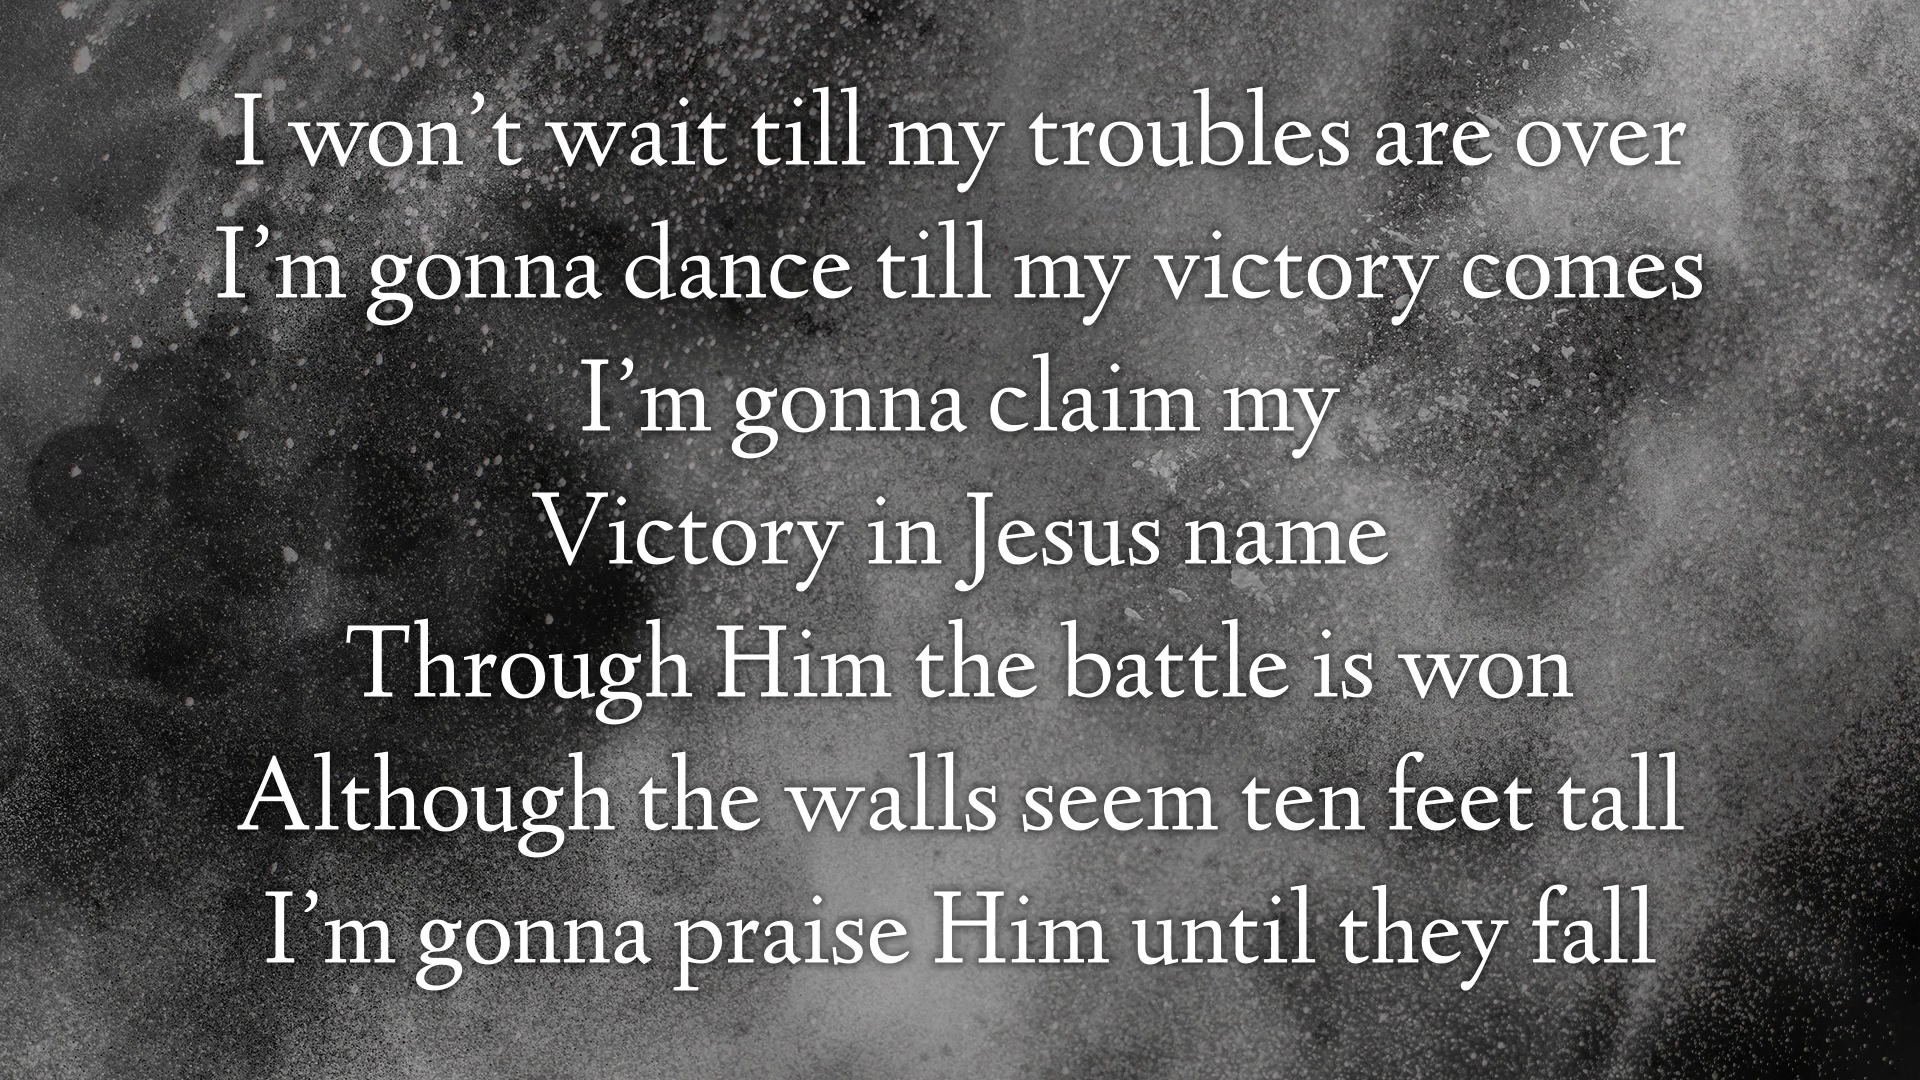 I won’t wait till my troubles are over
I’m gonna dance till my victory comes
I’m gonna claim my
Victory in Jesus name
Through Him the battle is won
Although the walls seem ten feet tall
I’m gonna praise Him until they fall